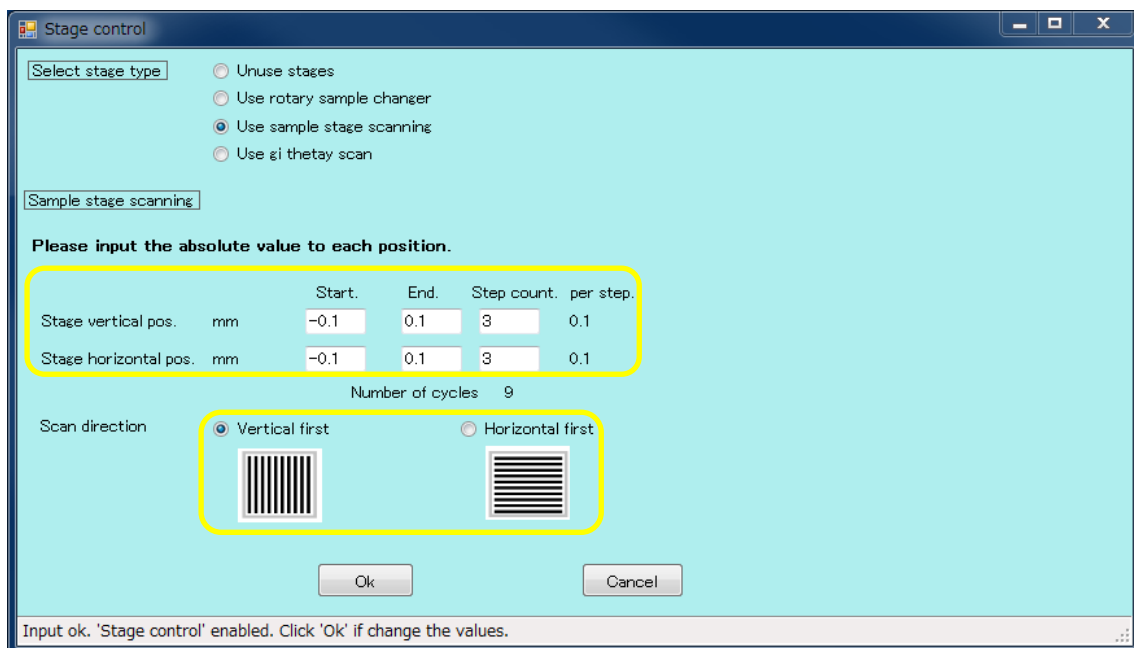 Stage control
Select stage type
Unuse stages
Use rotary sample changer
Use sample stage scanning
Use gi thetay scan
Sample stage scanning
Please input the absolute value to each position.
Start. End. Step count. per step.
Stage vertical pos. mm -0.1 0.1 3 0.1
Stage horizontal pos. mm -0.1 0.1 3 0.1
Number of cycles 9
Scan direction Vertical first Horizontal first
Ok Cancel
Input ok. 'Stage control' enabled. Click 'Ok' if change the values.